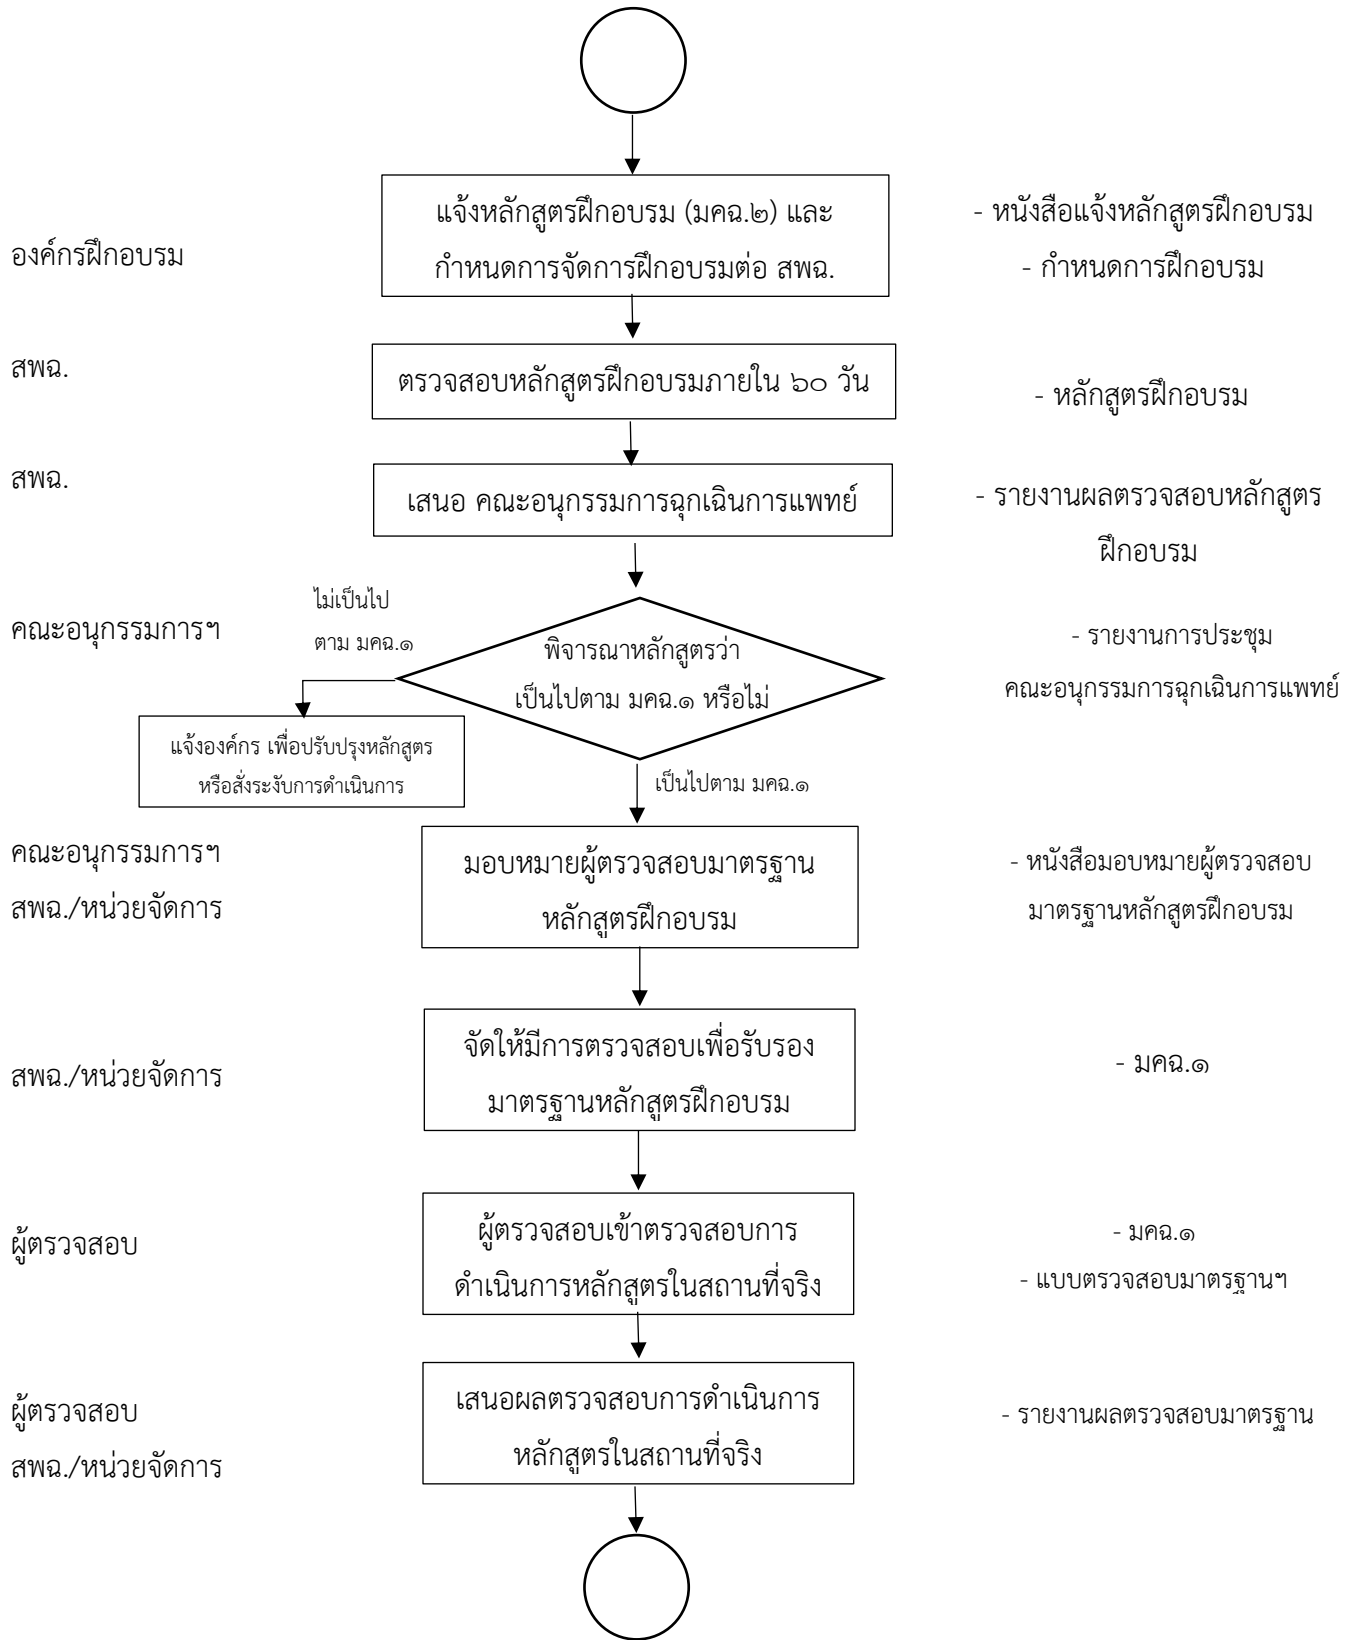 แจ้งหลักสูตรฝึกอบรม (มคฉ.๒) และ
กำหนดการจัดการฝึกอบรมต่อ สพฉ.
องค์กรฝึกอบรม
- หนังสือแจ้งหลักสูตรฝึกอบรม
- กำหนดการฝึกอบรม
สพฉ.
ตรวจสอบหลักสูตรฝึกอบรมภายใน ๖๐ วัน
- หลักสูตรฝึกอบรม
สพฉ.
เสนอ คณะอนุกรรมการฉุกเฉินการแพทย์
- รายงานผลตรวจสอบหลักสูตร
ฝึกอบรม
คณะอนุกรรมการฯ
ไม่เป็นไป
ตาม มคฉ.๑
พิจารณาหลักสูตรว่า
เป็นไปตาม มคฉ.๑ หรือไม่
- รายงานการประชุม
คณะอนุกรรมการฉุกเฉินการแพทย์
แจ้งองค์กร เพื่อปรับปรุงหลักสูตร
หรือสั่งระงับการดำเนินการ
เป็นไปตาม มคฉ.๑
คณะอนุกรรมการฯ
สพฉ./หน่วยจัดการ
มอบหมายผู้ตรวจสอบมาตรฐาน
หลักสูตรฝึกอบรม
- หนังสือมอบหมายผู้ตรวจสอบ
มาตรฐานหลักสูตรฝึกอบรม
สพฉ./หน่วยจัดการ
จัดให้มีการตรวจสอบเพื่อรับรอง
มาตรฐานหลักสูตรฝึกอบรม
- มคฉ.๑
ผู้ตรวจสอบ
ผู้ตรวจสอบเข้าตรวจสอบการ
ดำเนินการหลักสูตรในสถานที่จริง
- มคฉ.๑
- แบบตรวจสอบมาตรฐานฯ
ผู้ตรวจสอบ
สพฉ./หน่วยจัดการ
เสนอผลตรวจสอบการดำเนินการ
หลักสูตรในสถานที่จริง
- รายงานผลตรวจสอบมาตรฐาน